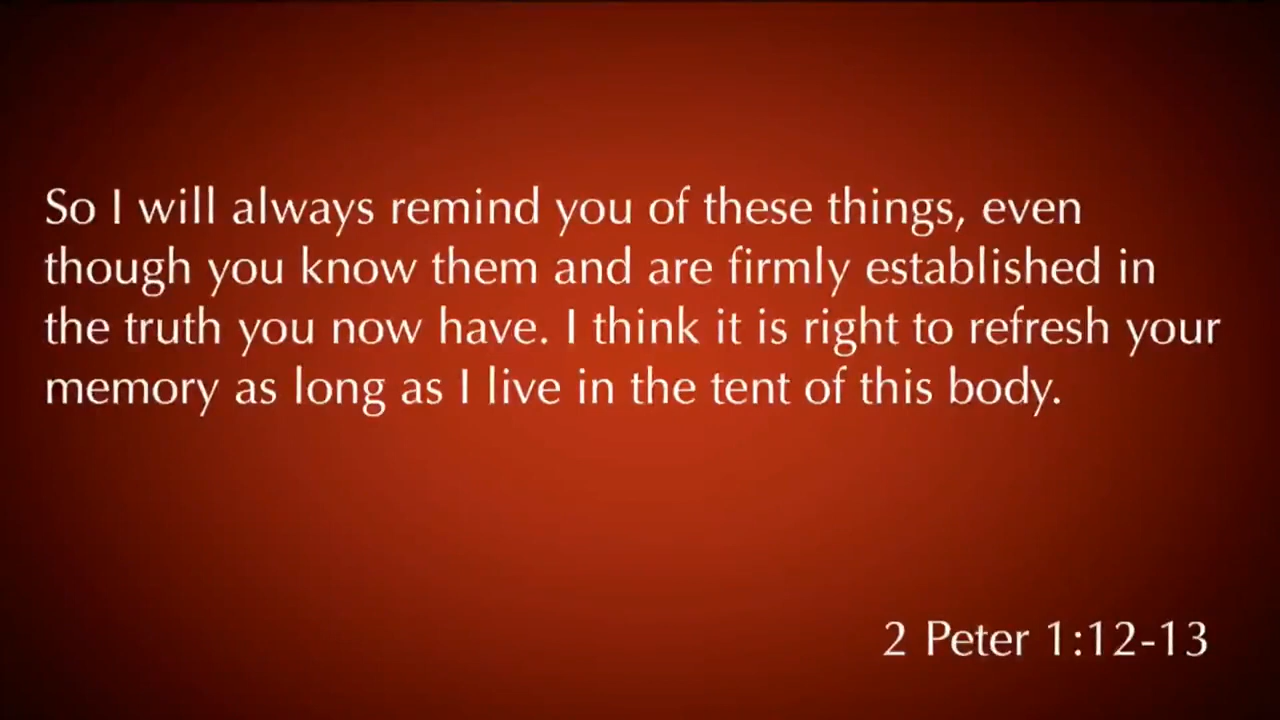 So I will always remind you of these things, even
though you know them and are firmly established in
the truth you now have. I think it is right to refresh your
memory as long as I live in the tent of this body.
2 Peter 1:12-13